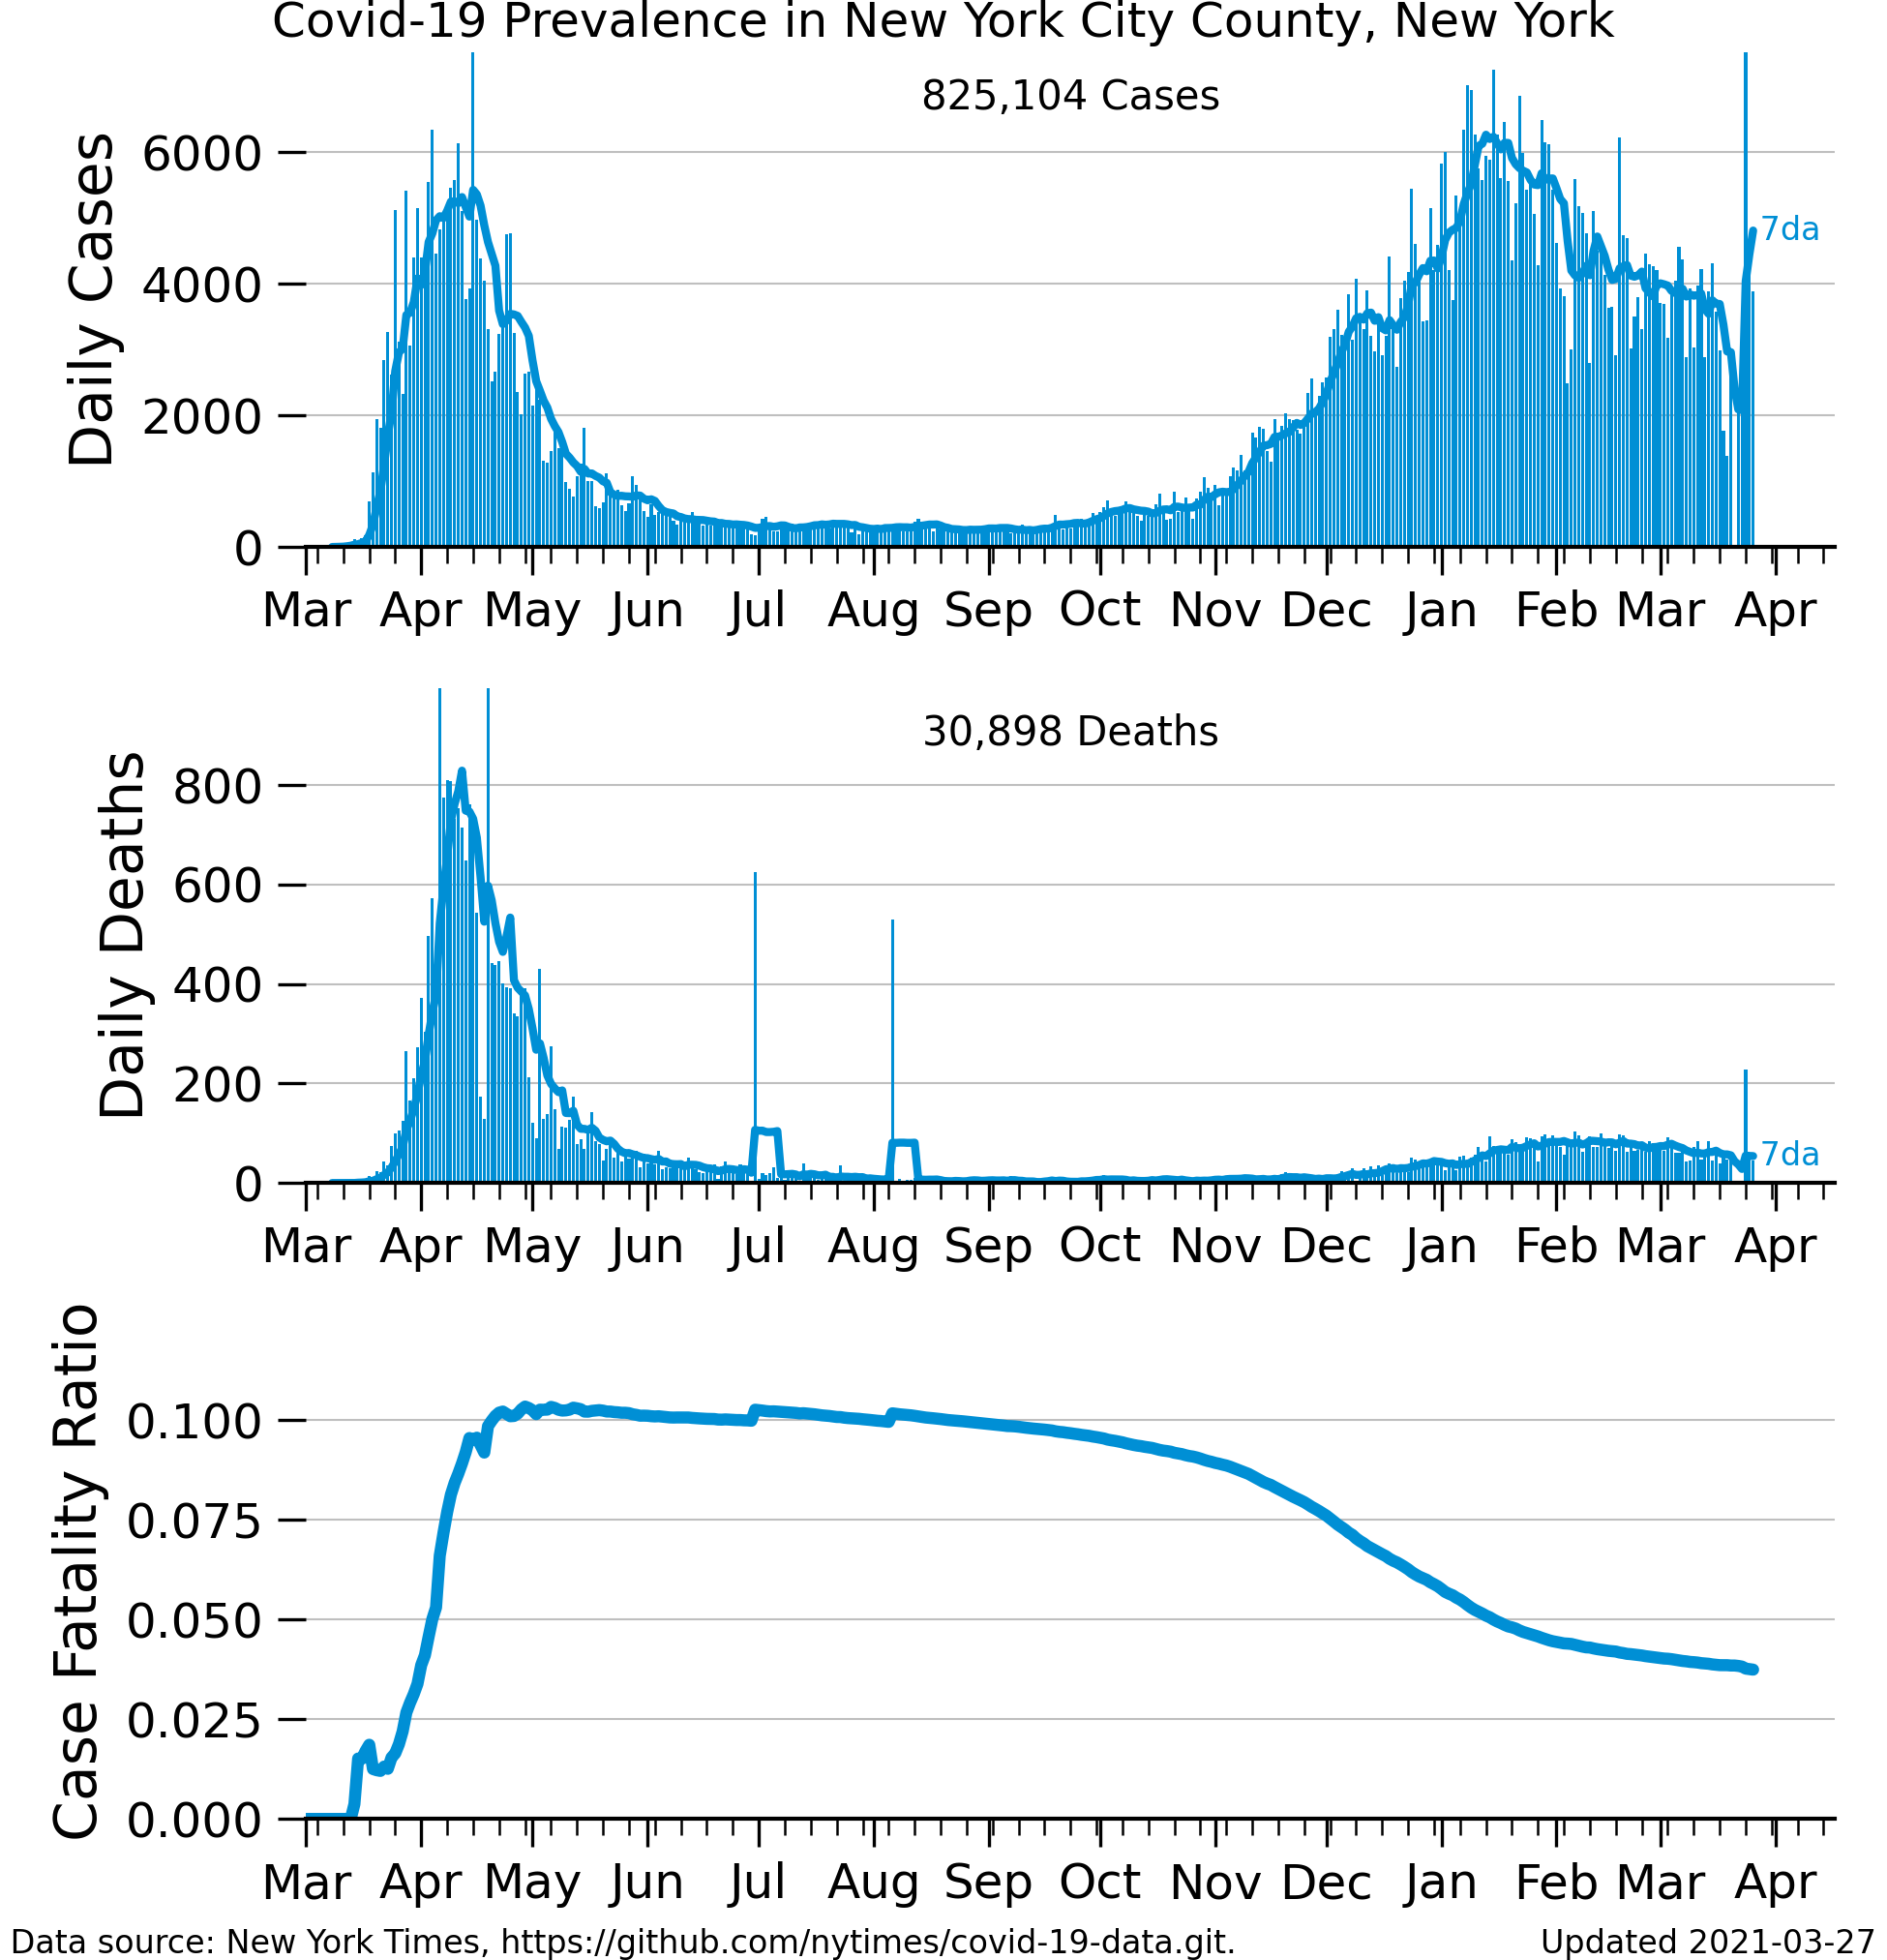 Covid-19 Prevalence in New York City County, New York
825,104 Cases
Daily Cases
6000
4000
2000
0
7da
Mar Apr May Jun Jul Aug Sep Oct Nov Dec Jan Feb Mar Apr
30,898 Deaths
Daily Deaths
800
600
400
200
0
7da
Mar Apr May Jun Jul Aug Sep Oct Nov Dec Jan Feb Mar Apr
Case Fatality Ratio
0.100
0.075
0.050
0.025
0.000
Mar Apr May Jun Jul Aug Sep Oct Nov Dec Jan Feb Mar Apr
Data source: New York Times, https://github.com/nytimes/covid-19-data.git.
Updated 2021-03-27